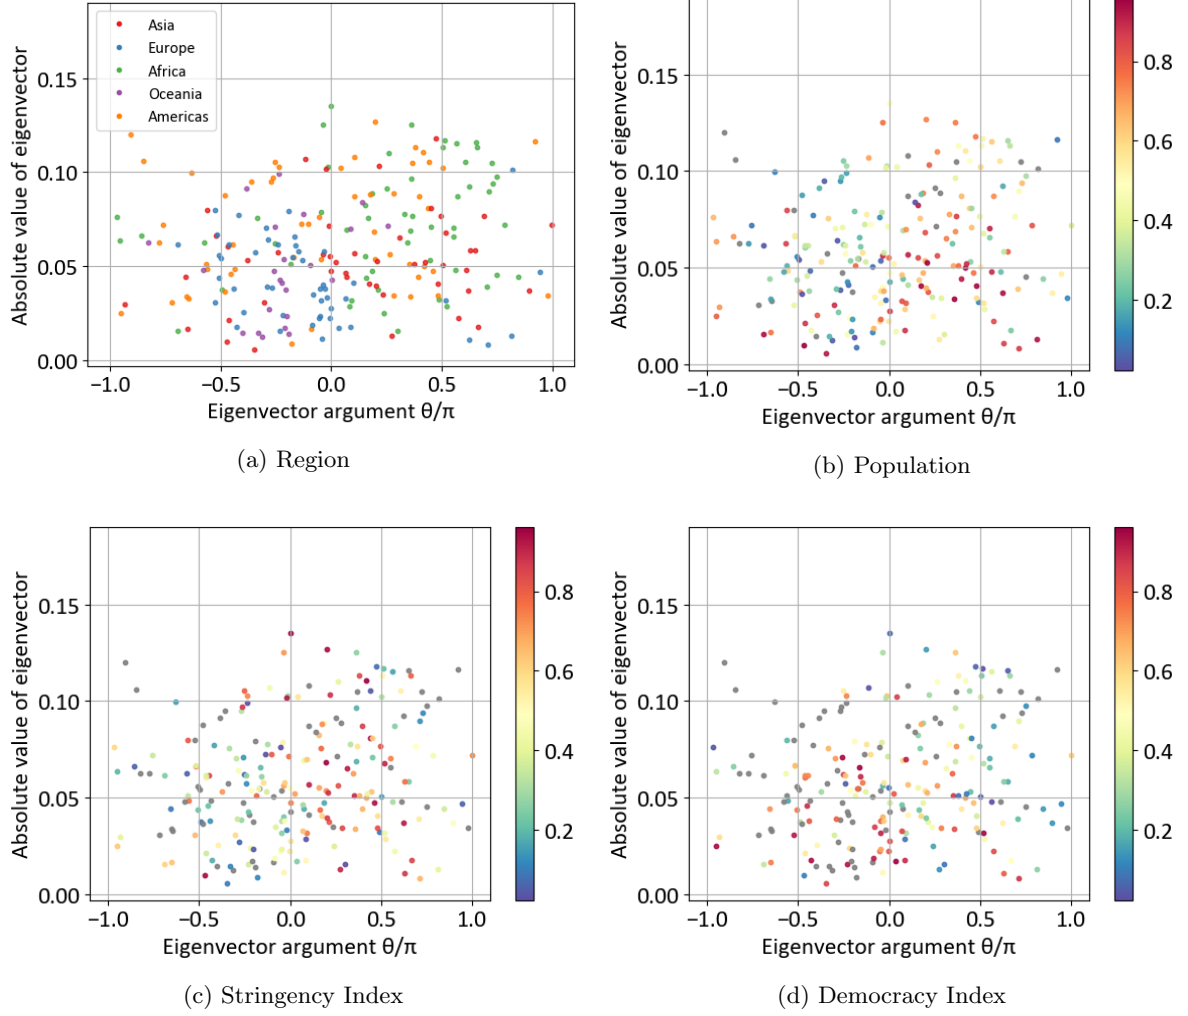 Asia
Europe
Africa
Oceania
Americas
0.15
0.10
0.05
0.00
−1.0 −0.5 0.0 0.5 1.0
Absolute value of eigenvector
Eigenvector argument θ/π
(a) Region
0.15
0.10
0.05
0.00
−1.0 −0.5 0.0 0.5 1.0
Absolute value of eigenvector
Eigenvector argument θ/π
0.8
0.6
0.4
0.2
(b) Population
0.15
0.10
0.05
0.00
−1.0 −0.5 0.0 0.5 1.0
Absolute value of eigenvector
Eigenvector argument θ/π
0.8
0.6
0.4
0.2
(c) Stringency Index
0.15
0.10
0.05
0.00
−1.0 −0.5 0.0 0.5 1.0
Absolute value of eigenvector
Eigenvector argument θ/π
0.8
0.6
0.4
0.2
(d) Democracy Index